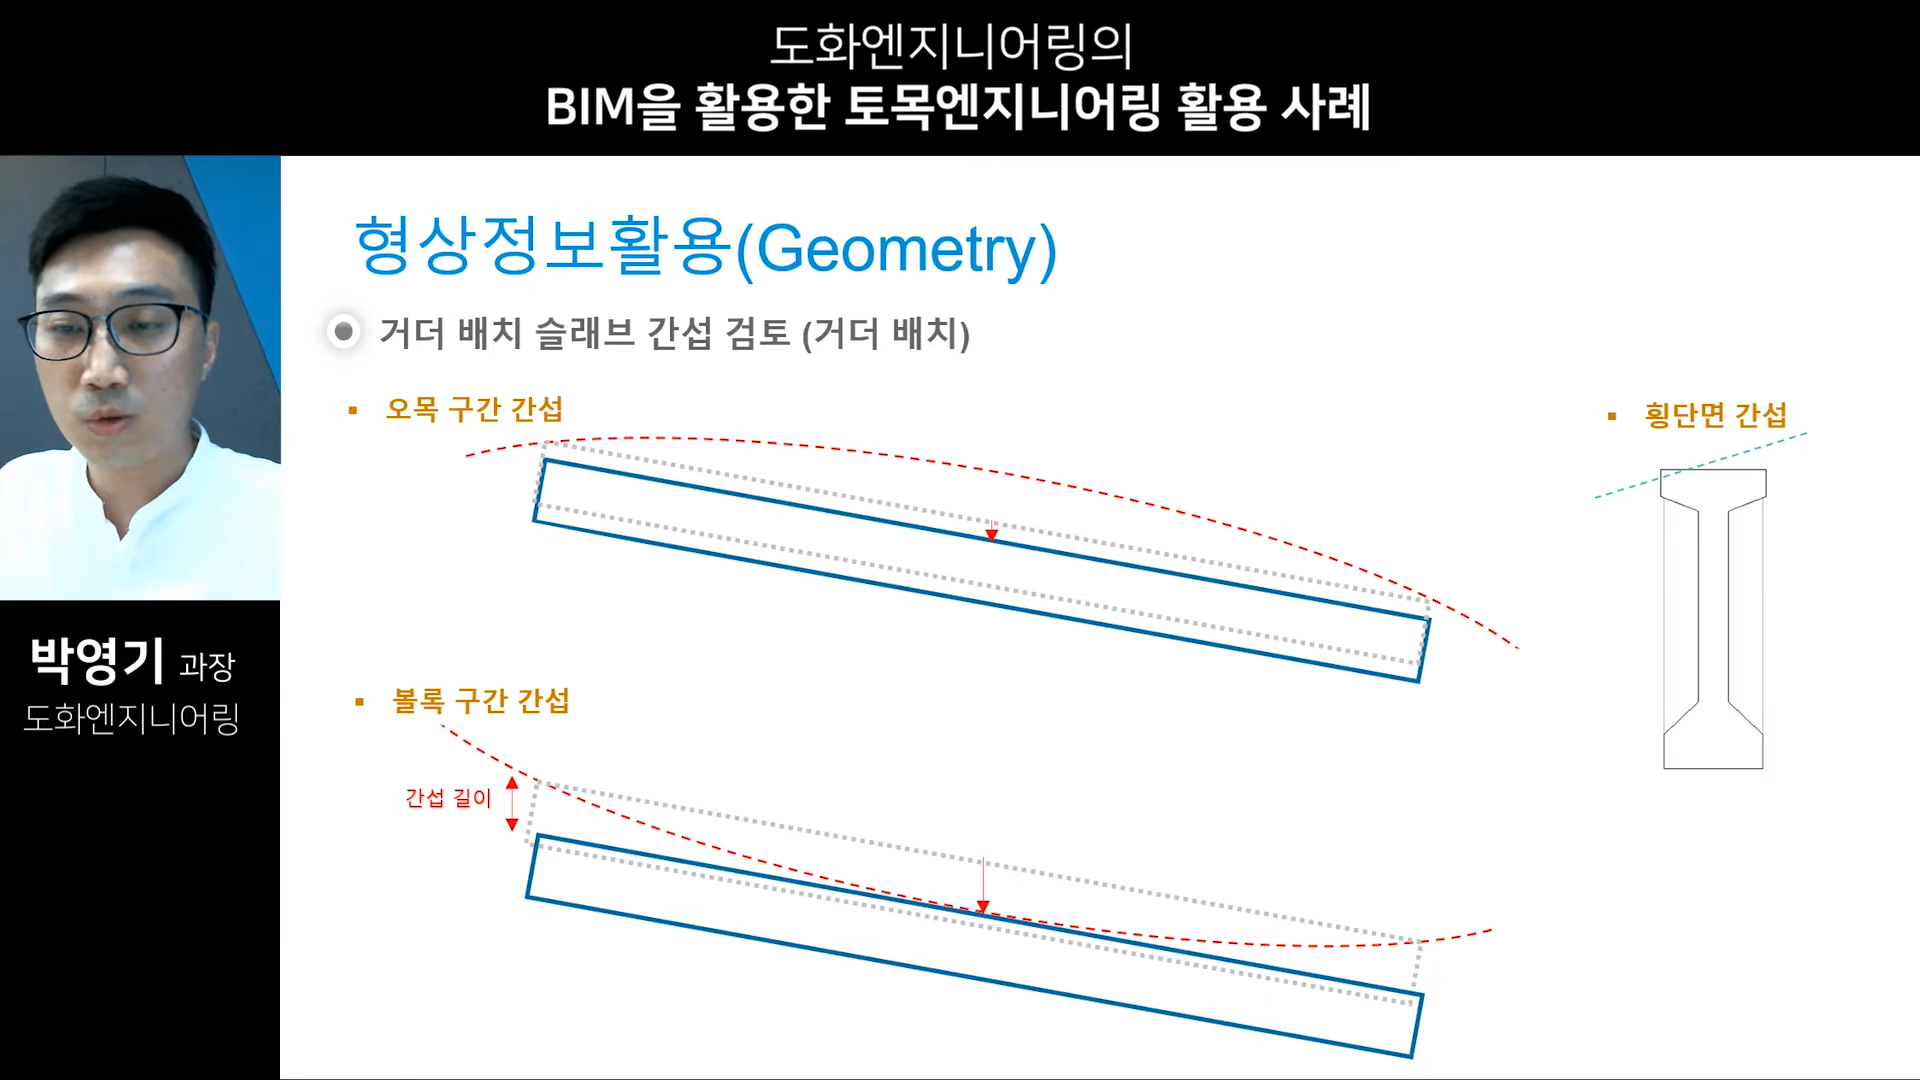 도화엔지니어링의
BIM을 활용한 토목엔지니어링 활용 사례
형상정보활용(Geometry)
거더 배치 슬래브 간섭 검토 (거더 배치)
오목 구간 간섭
횡단면 간섭
볼록 구간 간섭
간섭 길이
박영기 과장
도화엔지니어링